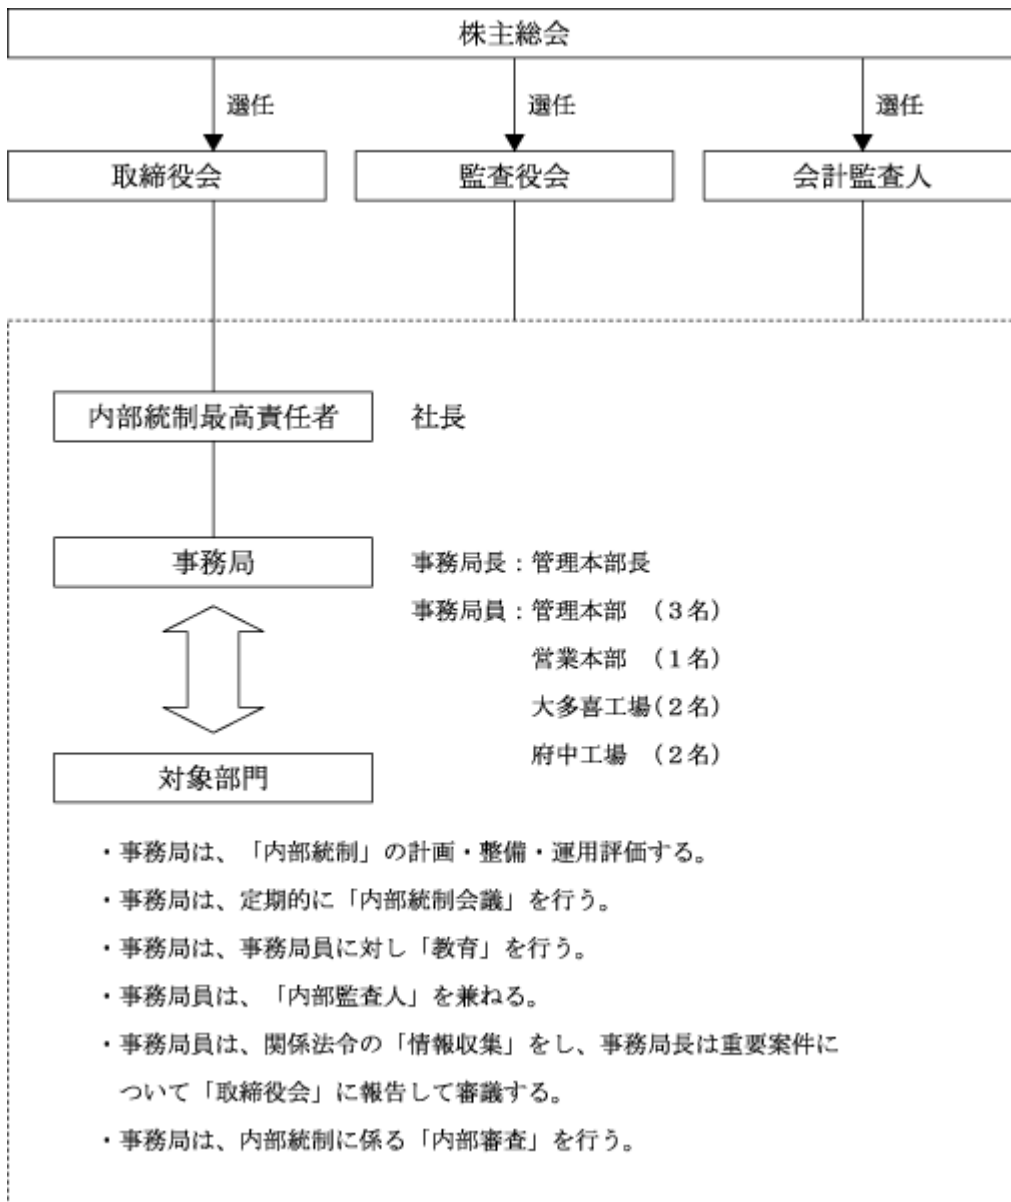 株主総会
選任 選任 選任
取締役会 監査役会 会計監査人
内部統制最高責任者 社長
事務局 事務局長：管理本部長
事務局員：管理本部 （３名）
営業本部 （１名）
大多喜工場（２名）
府中工場 （２名）
対象部門
・事務局は、「内部統制」の計画・整備・運用評価する。
・事務局は、定期的に「内部統制会議」を行う。
・事務局は、事務局員に対し「教育」を行う。
・事務局員は、「内部監査人」を兼ねる。
・事務局員は、関係法令の「情報収集」をし、事務局長は重要案件に
ついて「取締役会」に報告して審議する。
・事務局は、内部統制に係る「内部審査」を行う。